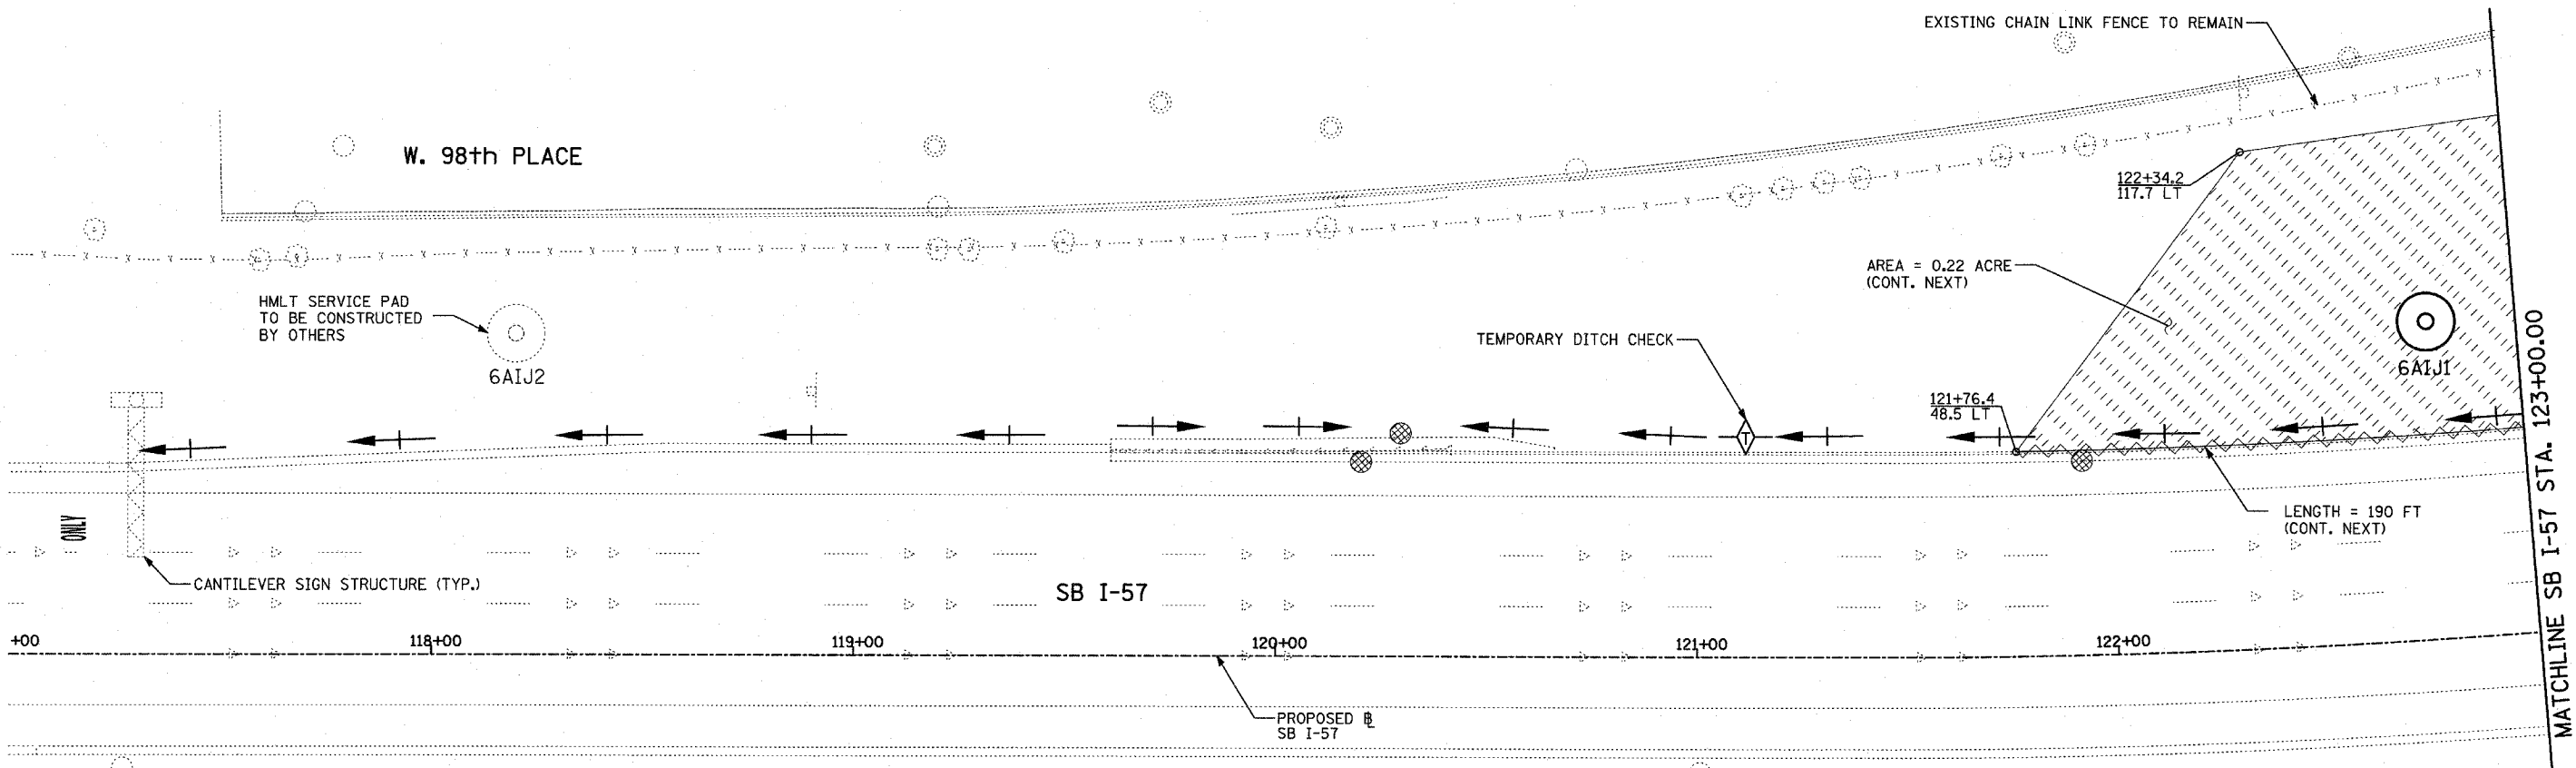 EXISTING CHAIN LINK FENCE TO REMAIN
W. 98th PLACE
122+34.2
117.7 LT
AREA = 0.22 ACRE
(CONT. NEXT)
HMLT SERVICE PAD
TO BE CONSTRUCTED
BY OTHERS
6AIJ2
TEMPORARY DITCH CHECK
6AIJ1
121+76.4
48.5 LT
T
LENGTH = 190 FT
(CONT. NEXT)
ONLY
CANTILEVER SIGN STRUCTURE (TYP.)
SB I-57
+00
118+00
119+00
120+00
121+00
122+00
PROPOSED BL
SB I-57
MATCHLINE SB I-57 STA. 123+00.00